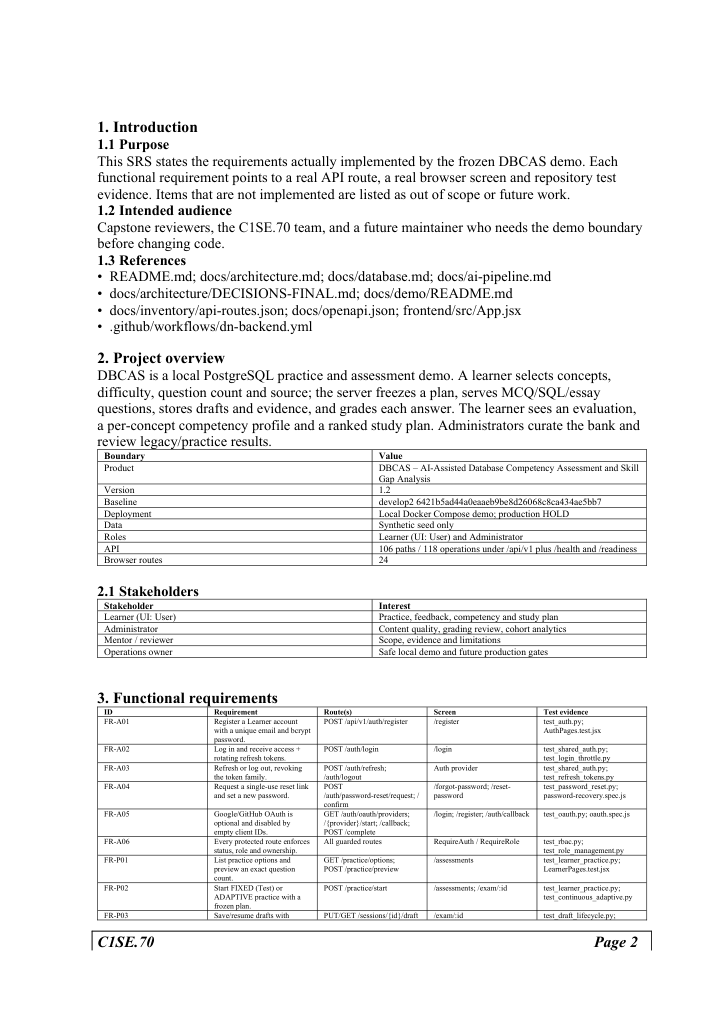 1. Introduction
1.1 Purpose
This SRS states the requirements actually implemented by the frozen DBCAS demo. Each
functional requirement points to a real API route, a real browser screen and repository test
evidence. Items that are not implemented are listed as out of scope or future work.
1.2 Intended audience
Capstone reviewers, the C1SE.70 team, and a future maintainer who needs the demo boundary
before changing code.
1.3 References
• README.md; docs/architecture.md; docs/database.md; docs/ai-pipeline.md
• docs/architecture/DECISIONS-FINAL.md; docs/demo/README.md
• docs/inventory/api-routes.json; docs/openapi.json; frontend/src/App.jsx
• .github/workflows/dn-backend.yml
2. Project overview
DBCAS is a local PostgreSQL practice and assessment demo. A learner selects concepts,
difficulty, question count and source; the server freezes a plan, serves MCQ/SQL/essay
questions, stores drafts and evidence, and grades each answer. The learner sees an evaluation,
a per-concept competency profile and a ranked study plan. Administrators curate the bank and
review legacy/practice results.
Boundary Value
Product DBCAS – AI-Assisted Database Competency Assessment and Skill
Gap Analysis
Version 1.2
Baseline develop2 6421b5ad44a0eaaeb9be8d26068c8ca434ae5bb7
Deployment Local Docker Compose demo; production HOLD
Data Synthetic seed only
Roles Learner (UI: User) and Administrator
API 106 paths / 118 operations under /api/v1 plus /health and /readiness
Browser routes 24
2.1 Stakeholders
Stakeholder Interest
Learner (UI: User) Practice, feedback, competency and study plan
Administrator Content quality, grading review, cohort analytics
Mentor / reviewer Scope, evidence and limitations
Operations owner Safe local demo and future production gates
3. Functional requirements
ID Requirement Route(s) Screen Test evidence
FR-A01 Register a Learner account POST /api/v1/auth/register /register test_auth.py;
with a unique email and bcrypt AuthPages.test.jsx
password.
FR-A02 Log in and receive access + POST /auth/login /login test_shared_auth.py;
rotating refresh tokens. test_login_throttle.py
FR-A03 Refresh or log out, revoking POST /auth/refresh; Auth provider test_shared_auth.py;
the token family. /auth/logout test_refresh_tokens.py
FR-A04 Request a single-use reset link POST /forgot-password; /reset- test_password_reset.py;
and set a new password. /auth/password-reset/request; / password password-recovery.spec.js
confirm
FR-A05 Google/GitHub OAuth is GET /auth/oauth/providers; /login; /register; /auth/callback test_oauth.py; oauth.spec.js
optional and disabled by /{provider}/start; /callback;
empty client IDs. POST /complete
FR-A06 Every protected route enforces All guarded routes RequireAuth / RequireRole test_rbac.py;
status, role and ownership. test_role_management.py
FR-P01 List practice options and GET /practice/options; /assessments test_learner_practice.py;
preview an exact question POST /practice/preview LearnerPages.test.jsx
count.
FR-P02 Start FIXED (Test) or POST /practice/start /assessments; /exam/:id test_learner_practice.py;
ADAPTIVE practice with a test_continuous_adaptive.py
frozen plan.
FR-P03 Save/resume drafts with PUT/GET /sessions/{id}/draft /exam/:id test_draft_lifecycle.py;
C1SE.70 Page 2